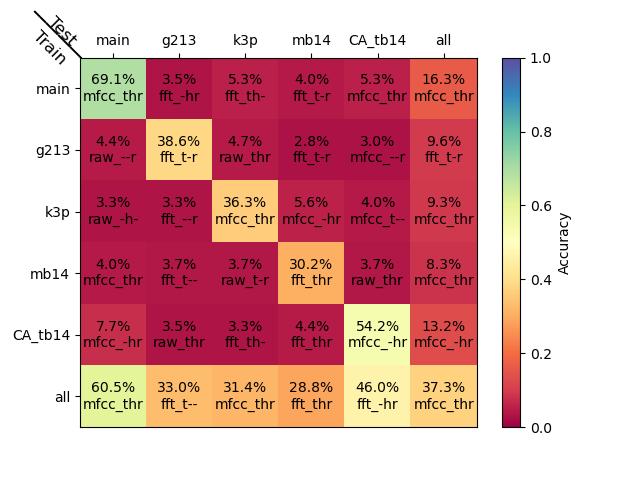 Test
Train
main g213 k3p mb14 CA_tb14 all
main 69.1% 3.5% 5.3% 4.0% 5.3% 16.3%
mfcc_thr fft_-hr fft_th- fft_t-r mfcc_thr mfcc_thr
g213 4.4% 38.6% 4.7% 2.8% 3.0% 9.6%
raw_--r fft_t-r raw_thr fft_t-r mfcc_--r fft_t-r
k3p 3.3% 3.3% 36.3% 5.6% 4.0% 9.3%
raw_-h- fft_--r mfcc_thr mfcc_-hr mfcc_t-- mfcc_thr
mb14 4.0% 3.7% 3.7% 30.2% 3.7% 8.3%
mfcc_thr fft_t-- raw_t-r fft_thr raw_thr mfcc_thr
CA_tb14 7.7% 3.5% 3.3% 4.4% 54.2% 13.2%
mfcc_-hr raw_thr fft_th- fft_thr mfcc_-hr mfcc_-hr
all 60.5% 33.0% 31.4% 28.8% 46.0% 37.3%
mfcc_thr fft_t-- mfcc_thr fft_thr fft_-hr mfcc_thr
1.0
0.8
0.6
0.4
0.2
0.0
Accuracy